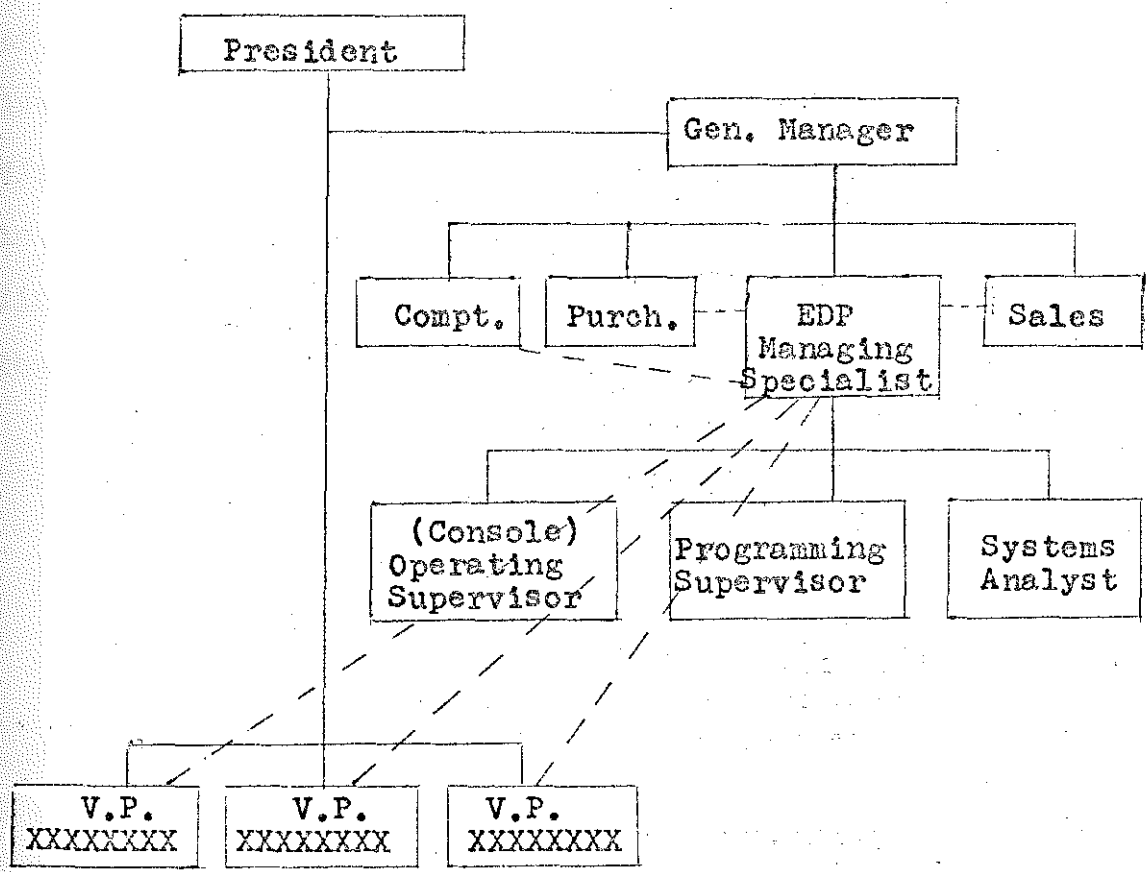 President
Gen. Manager
Compt.
Purch.
EDP
Managing
Specialist
Sales
(Console)
Operating
Supervisor
Programming
Supervisor
Systems
Analyst
V.P.
XXXXXXXX
V.P.
XXXXXXXX
V.P.
XXXXXXXX